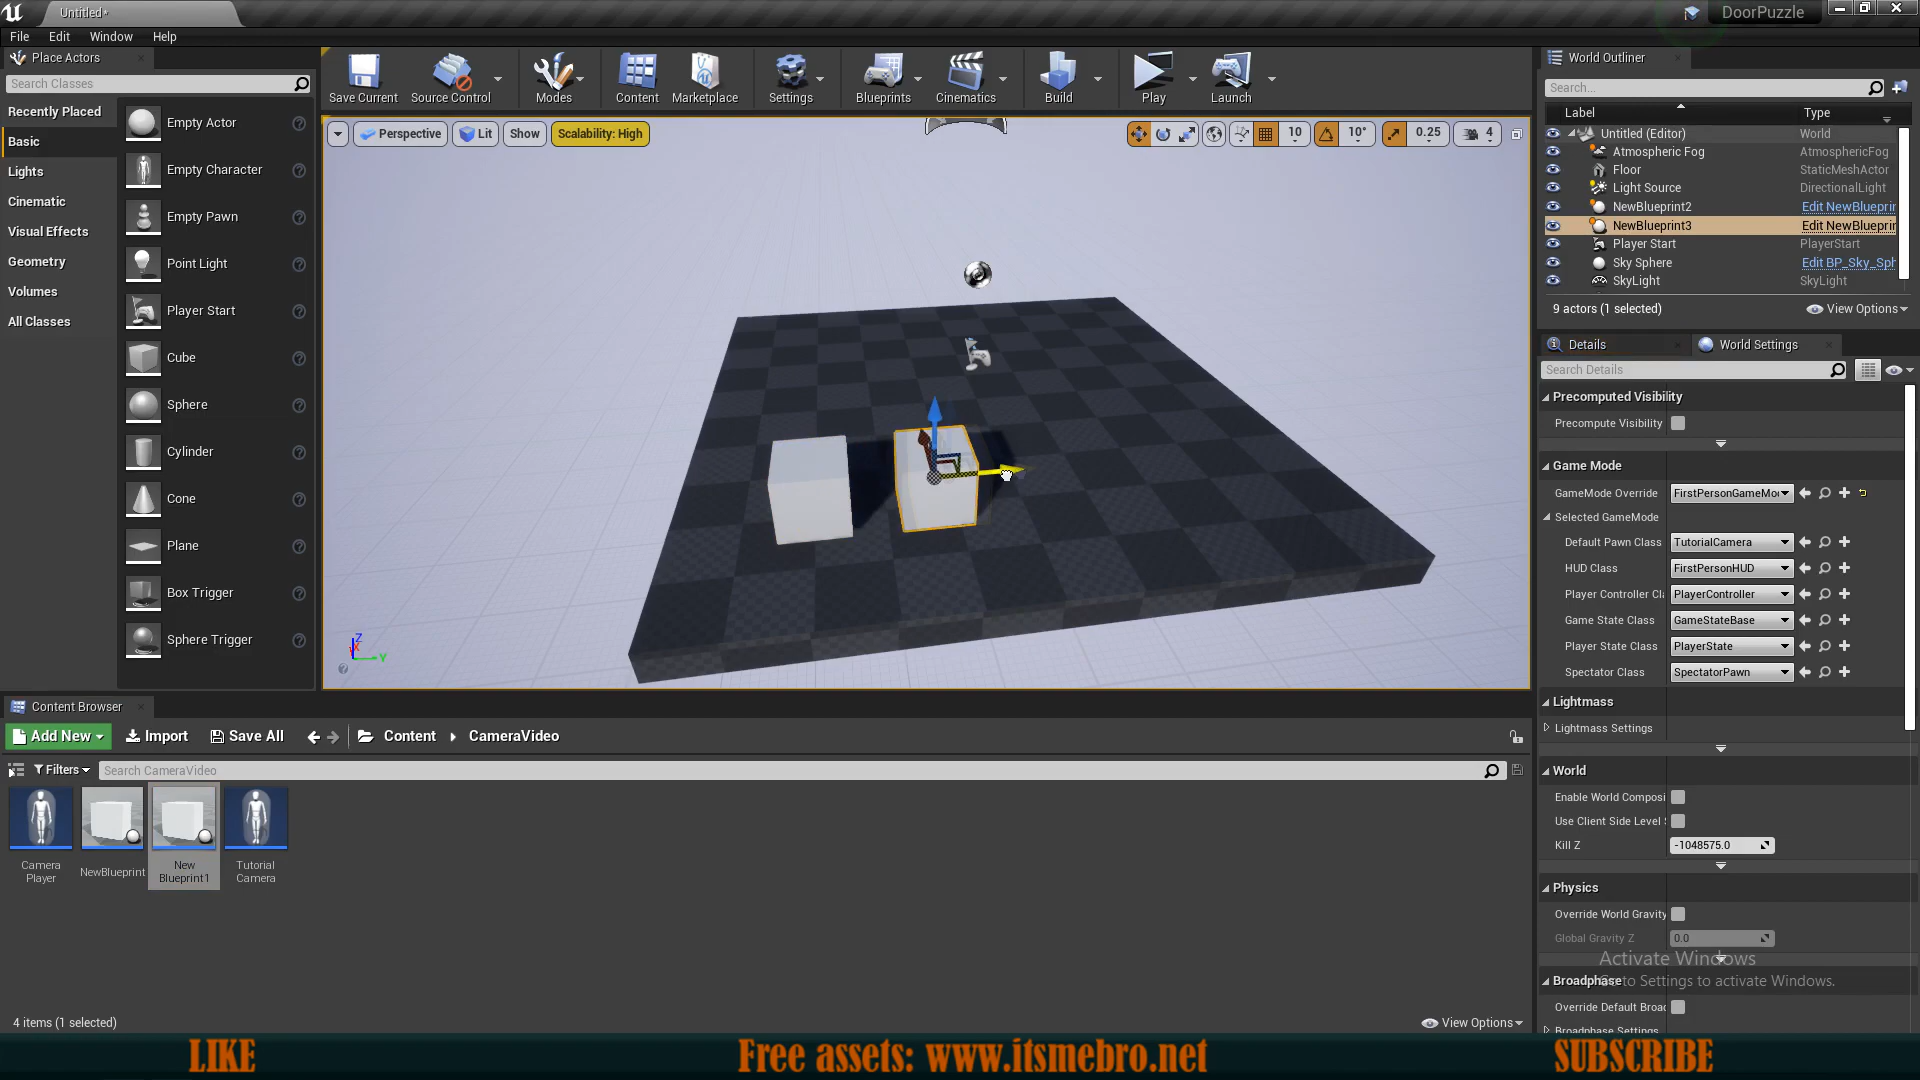 Untitled*
DoorPuzzle
File Edit Window Help
Place Actors
Search Classes
Recently Placed
Basic
Lights
Cinematic
Visual Effects
Geometry
Volumes
All Classes
Empty Actor
Empty Character
Empty Pawn
Point Light
Player Start
Cube
Sphere
Cylinder
Cone
Plane
Box Trigger
Sphere Trigger
Save Current Source Control Modes Content Marketplace Settings Blueprints Cinematics Build Play Launch
Perspective Lit Show Scalability: High
10 10° 0.25 4
Z
X
Y
World Outliner
Search...
Label Type
Untitled (Editor) World
Atmospheric Fog AtmosphericFog
Floor StaticMeshActor
Light Source DirectionalLight
NewBlueprint2 Edit NewBlueprin
NewBlueprint3 Edit NewBlueprin
Player Start PlayerStart
Sky Sphere Edit BP_Sky_Sph
SkyLight SkyLight
9 actors (1 selected) View Options
Details World Settings
Search Details
Precomputed Visibility
Precompute Visibility
Game Mode
GameMode Override FirstPersonGameMo
Selected GameMode
Default Pawn Class TutorialCamera
HUD Class FirstPersonHUD
Player Controller Cl PlayerController
Game State Class GameStateBase
Player State Class PlayerState
Spectator Class SpectatorPawn
Lightmass
Lightmass Settings
World
Enable World Composi
Use Client Side Level S
Kill Z -1048575.0
Physics
Override World Gravity
Global Gravity Z 0.0
Activate Windows
Go to Settings to activate Windows.
Broadphase
Override Default Broad
Broadphase Settings
Content Browser
Add New Import Save All Content CameraVideo
Filters Search CameraVideo
Camera Player
NewBlueprint
New Blueprint1
Tutorial Camera
4 items (1 selected) View Options
LIKE Free assets: www.itsmebro.net SUBSCRIBE